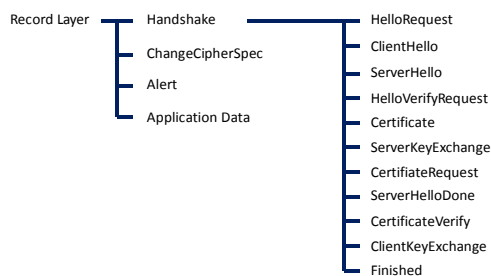 Record Layer
Handshake
HelloRequest
ClientHello
ChangeCipherSpec
ServerHello
Alert
HelloVerifyRequest
Application Data
Certificate
ServerKeyExchange
CertifiateRequest
ServerHelloDone
CertificateVerify
ClientKeyExchange
Finished